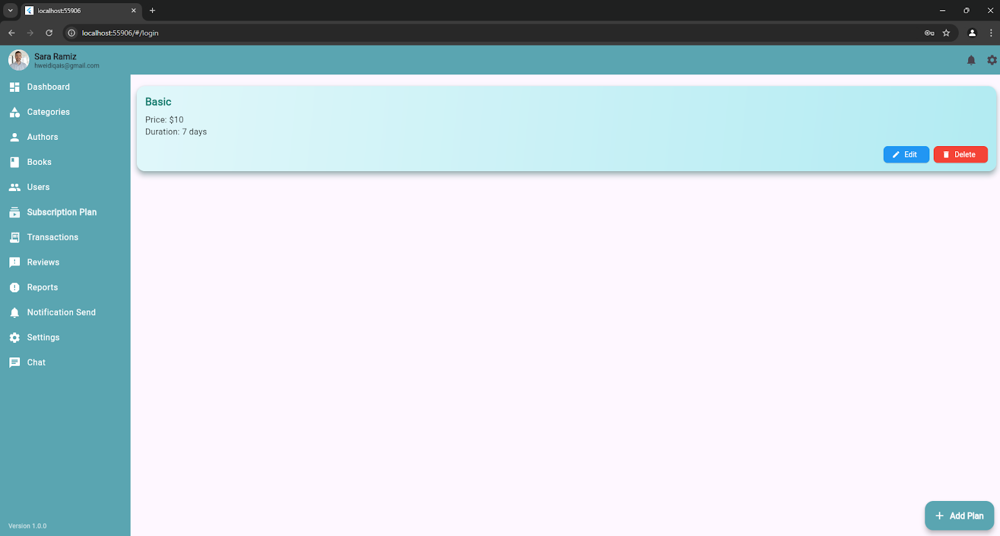 localhost:55906
localhost:55906/#/login
Sara Ramiz
hweidiqais@gmail.com
Dashboard
Categories
Authors
Books
Users
Subscription Plan
Transactions
Reviews
Reports
Notification Send
Settings
Chat
Version 1.0.0
Basic
Price: $10
Duration: 7 days
Edit
Delete
Add Plan